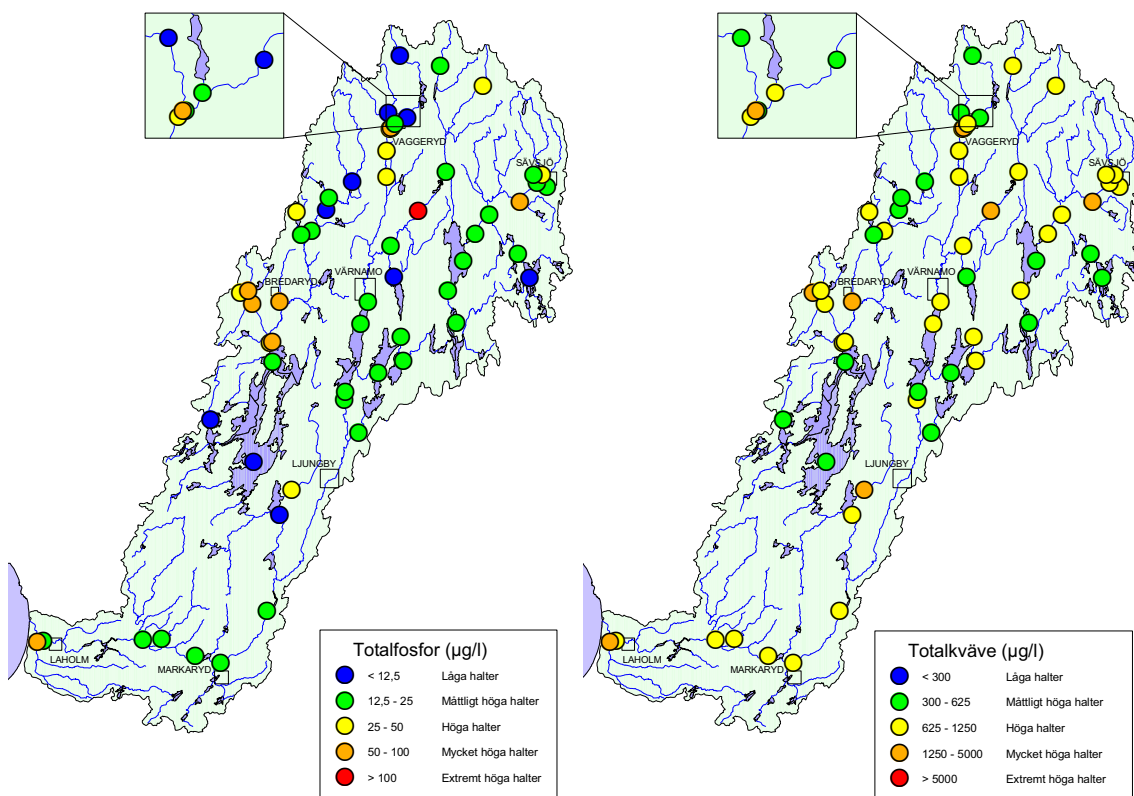 VAGGERYD
SÄVSJÖ
BREDARYD
VÄRNAMO
LJUNGBY
LAHOLM
MARKARYD
Totalfosfor (µg/l)
< 12,5 Låga halter
12,5 - 25 Måttligt höga halter
25 - 50 Höga halter
50 - 100 Mycket höga halter
> 100 Extremt höga halter
VAGGERYD
SÄVSJÖ
BREDARYD
VÄRNAMO
LJUNGBY
LAHOLM
MARKARYD
Totalkväve (µg/l)
< 300 Låga halter
300 - 625 Måttligt höga halter
625 - 1250 Höga halter
1250 - 5000 Mycket höga halter
> 5000 Extremt höga halter